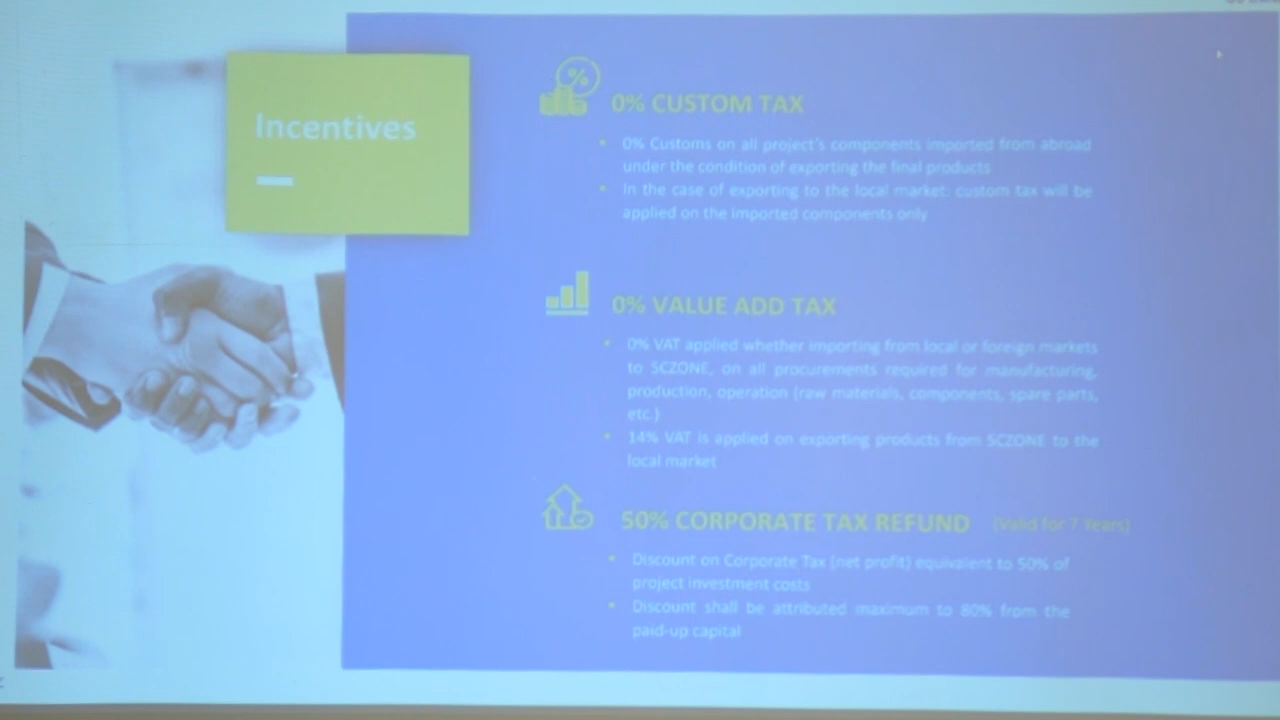 Incentives
%
0% CUSTOM TAX
• 0% Customs on all project's components imported from abroad
under the condition of exporting the final products
• In the case of exporting to the local market: custom tax will be
applied on the imported components only
0% VALUE ADD TAX
• 0% VAT applied whether importing from local or foreign markets
to SCZONE, on all procurements required for manufacturing,
production, operation (raw materials, components, spare parts,
etc.)
• 14% VAT is applied on exporting products from SCZONE to the
local market
50% CORPORATE TAX REFUND (Valid for 7 Years)
• Discount on Corporate Tax (net profit) equivalent to 50% of
project investment costs
• Discount shall be attributed maximum to 80% from the
paid-up capital